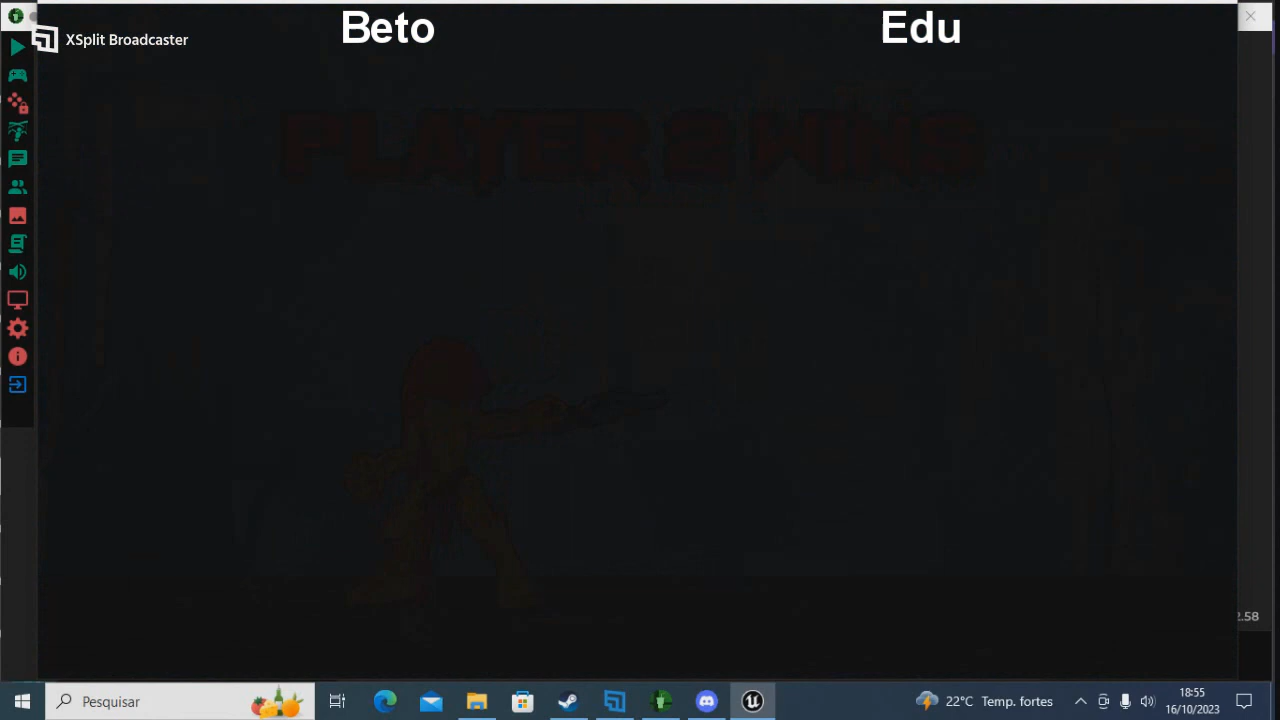 Beto
Edu
XSplit Broadcaster
PLAYER 2 WINS
2.58
Pesquisar
22°C Temp. fortes
18:55
16/10/2023